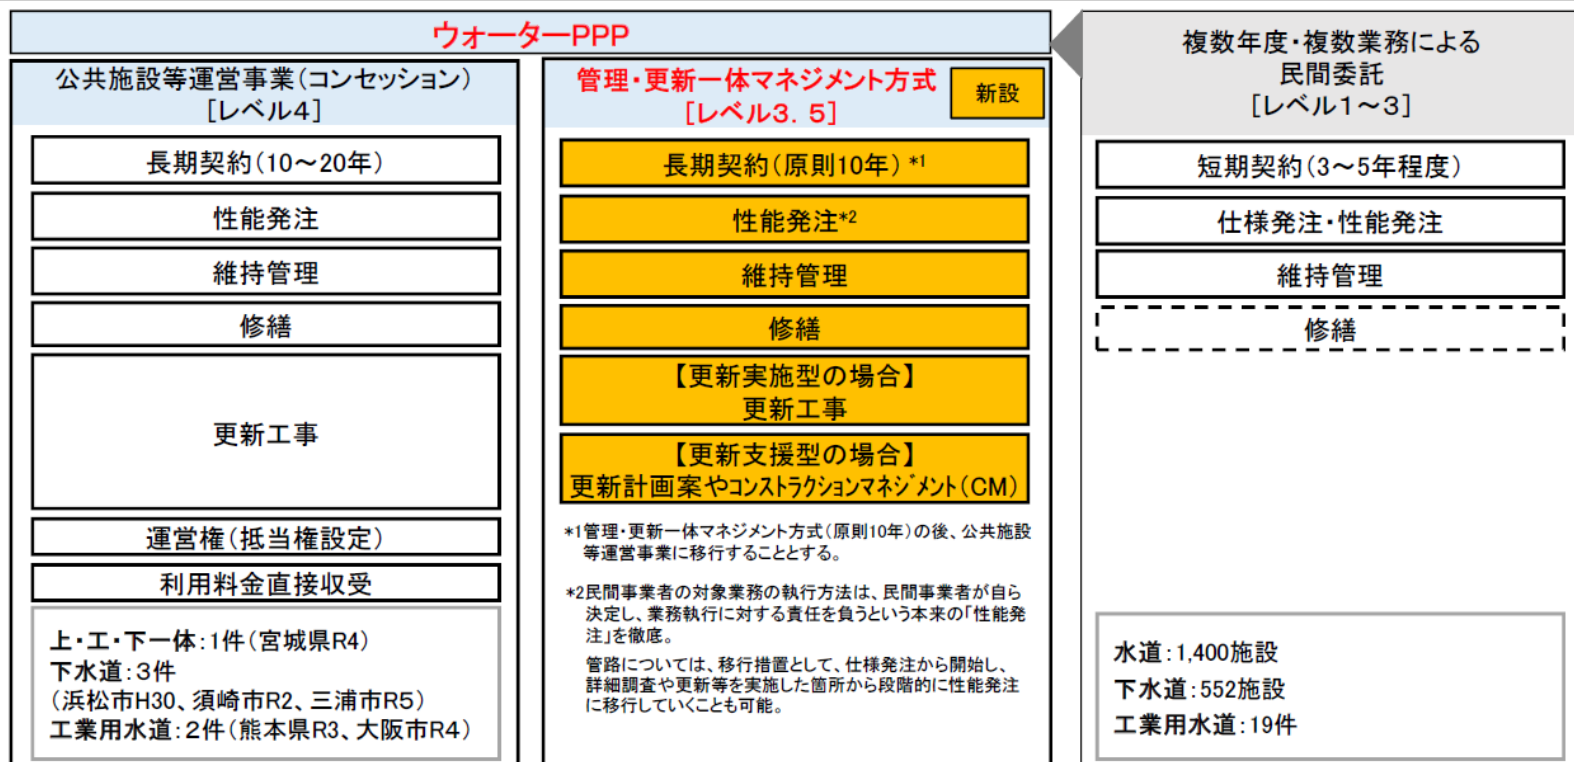 ウォーターPPP
公共施設等運営事業(コンセッション)
[レベル4]
長期契約(10～20年)
性能発注
維持管理
修繕
更新工事
運営権(抵当権設定)
利用料金直接収受
上・工・下一体:1件(宮城県R4)
下水道:3件
(浜松市H30、須崎市R2、三浦市R5)
工業用水道:2件(熊本県R3、大阪市R4)
管理・更新一体マネジメント方式
[レベル3.5]
新設
長期契約(原則10年)*1
性能発注*2
維持管理
修繕
【更新実施型の場合】
更新工事
【更新支援型の場合】
更新計画案やコンストラクションマネジメント(CM)
*1管理・更新一体マネジメント方式(原則10年)の後、公共施設
等運営事業に移行することとする。
*2民間事業者の対象業務の執行方法は、民間事業者が自ら
決定し、業務執行に対する責任を負うという本来の「性能発
注」を徹底。
管路については、移行措置として、仕様発注から開始し、
詳細調査や更新等を実施した箇所から段階的に性能発注
に移行していくことも可能。
複数年度・複数業務による
民間委託
[レベル1～3]
短期契約(3～5年程度)
仕様発注・性能発注
維持管理
修繕
水道:1,400施設
下水道:552施設
工業用水道:19件